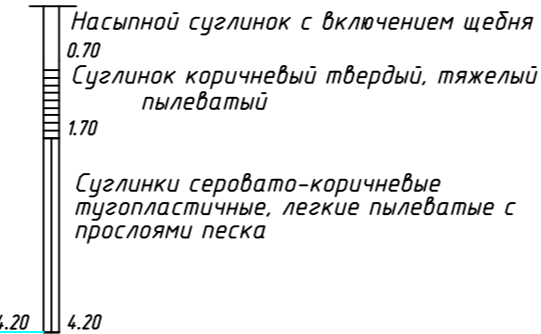 Насыпной суглинок с включением щебня
0.70
Суглинок коричневый твердый, тяжелый
пылеватый
1.70
Суглинки серовато-коричневые
тугопластичные, легкие пылеватые с
прослоями песка
4.20 4.20